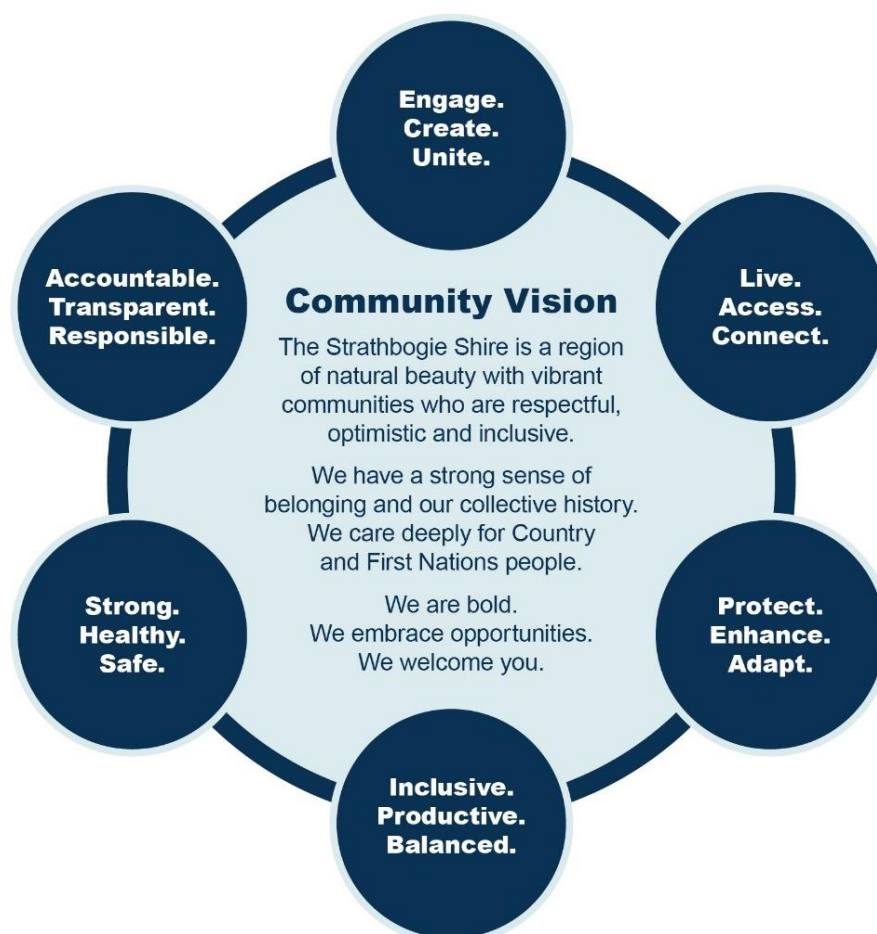 Engage.
Create.
Unite.
Accountable.
Transparent.
Responsible.
Live.
Access.
Connect.
Community Vision
The Strathbogie Shire is a region
of natural beauty with vibrant
communities who are respectful,
optimistic and inclusive.
We have a strong sense of
belonging and our collective history.
We care deeply for Country
and First Nations people.
We are bold.
We embrace opportunities.
We welcome you.
Strong.
Healthy.
Safe.
Protect.
Enhance.
Adapt.
Inclusive.
Productive.
Balanced.